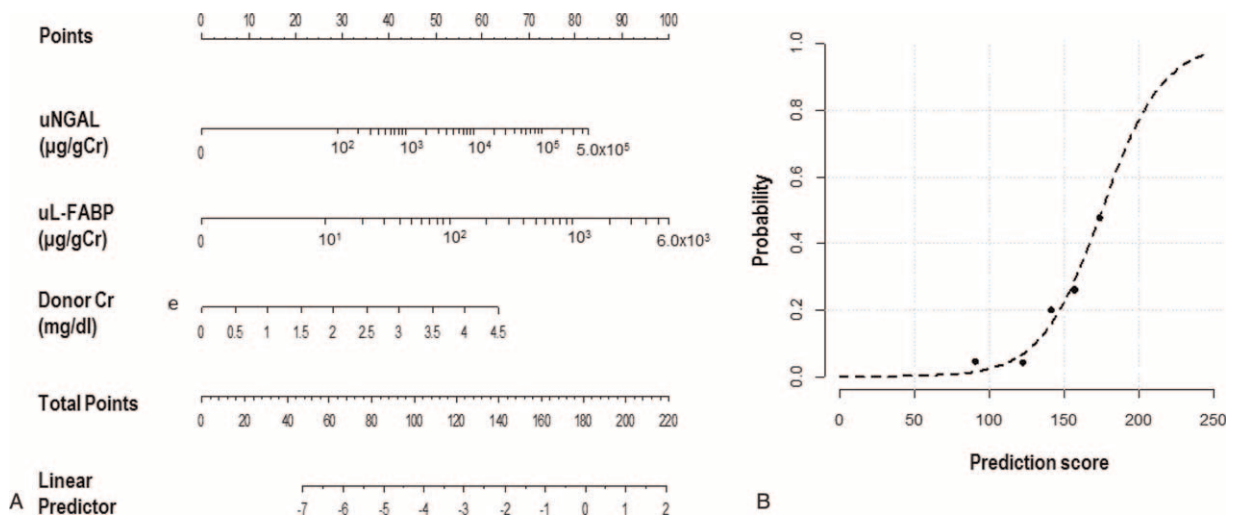 Points
0 10 20 30 40 50 60 70 80 90 100
uNGAL
(µg/gCr)
0 10² 10³ 10⁴ 10⁵ 5.0x10⁵
uL-FABP
(µg/gCr)
0 10¹ 10² 10³ 6.0x10³
Donor Cr
(mg/dl)
e
0 0.5 1 1.5 2 2.5 3 3.5 4 4.5
Total Points
0 20 40 60 80 100 120 140 160 180 200 220
Linear
Predictor
-7 -6 -5 -4 -3 -2 -1 0 1 2
A
Probability
1.0
0.8
0.6
0.4
0.2
0.0
0 50 100 150 200 250
Prediction score
B